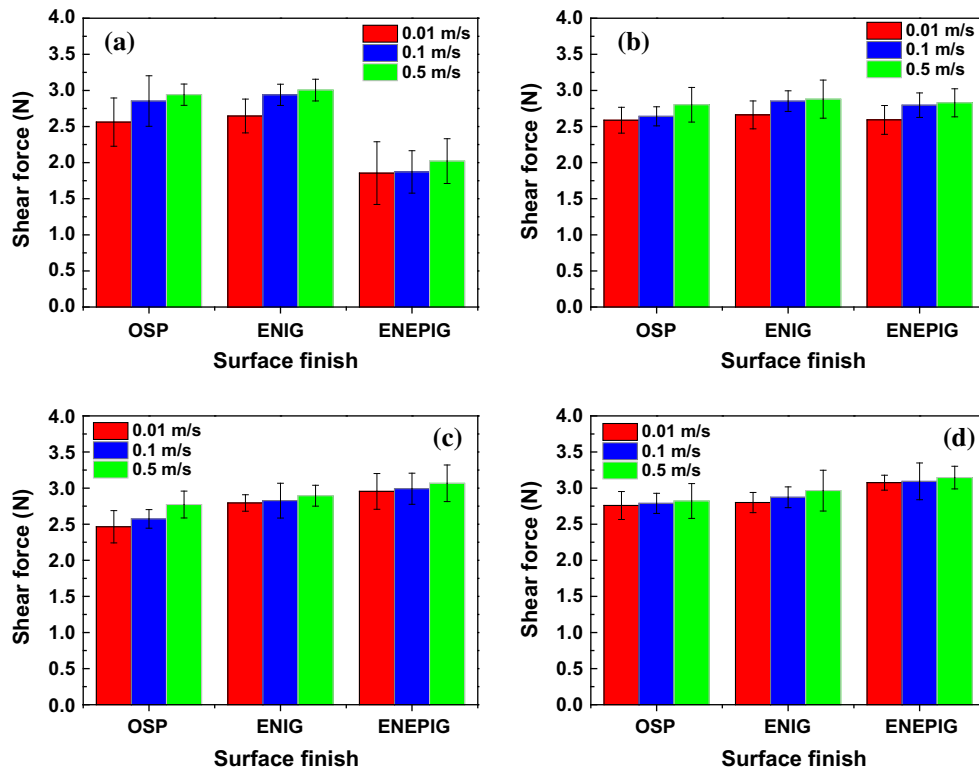 (a)
0.01 m/s
0.1 m/s
0.5 m/s
4.0
3.5
3.0
2.5
2.0
1.5
1.0
0.5
0.0
Shear force (N)
OSP ENIG ENEPIG
Surface finish
(b)
0.01 m/s
0.1 m/s
0.5 m/s
4.0
3.5
3.0
2.5
2.0
1.5
1.0
0.5
0.0
Shear force (N)
OSP ENIG ENEPIG
Surface finish
(c)
0.01 m/s
0.1 m/s
0.5 m/s
4.0
3.5
3.0
2.5
2.0
1.5
1.0
0.5
0.0
Shear force (N)
OSP ENIG ENEPIG
Surface finish
(d)
0.01 m/s
0.1 m/s
0.5 m/s
4.0
3.5
3.0
2.5
2.0
1.5
1.0
0.5
0.0
Shear force (N)
OSP ENIG ENEPIG
Surface finish